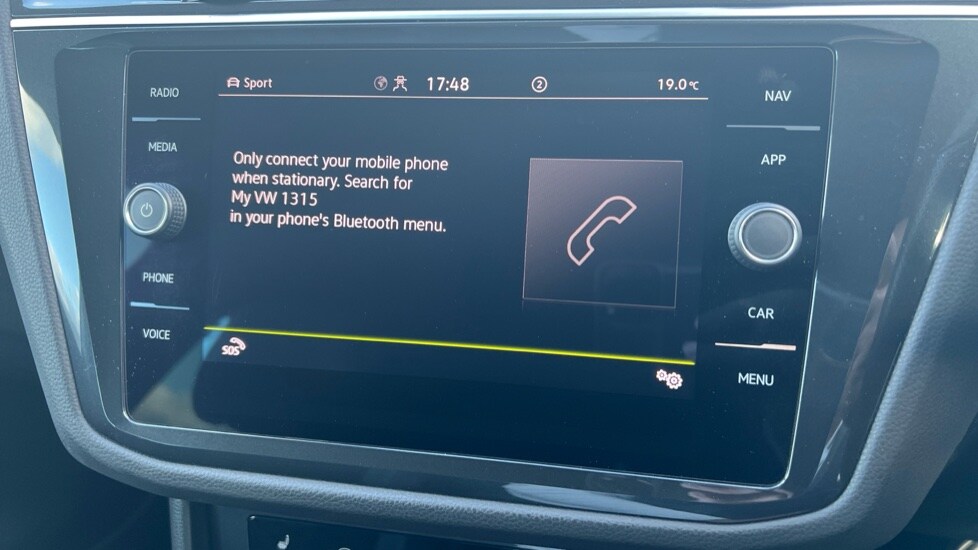 RADIO
MEDIA
PHONE
VOICE
Sport
17:48
2
19.0°C
Only connect your mobile phone
when stationary. Search for
My VW 1315
in your phone's Bluetooth menu.
SOS
NAV
APP
CAR
MENU